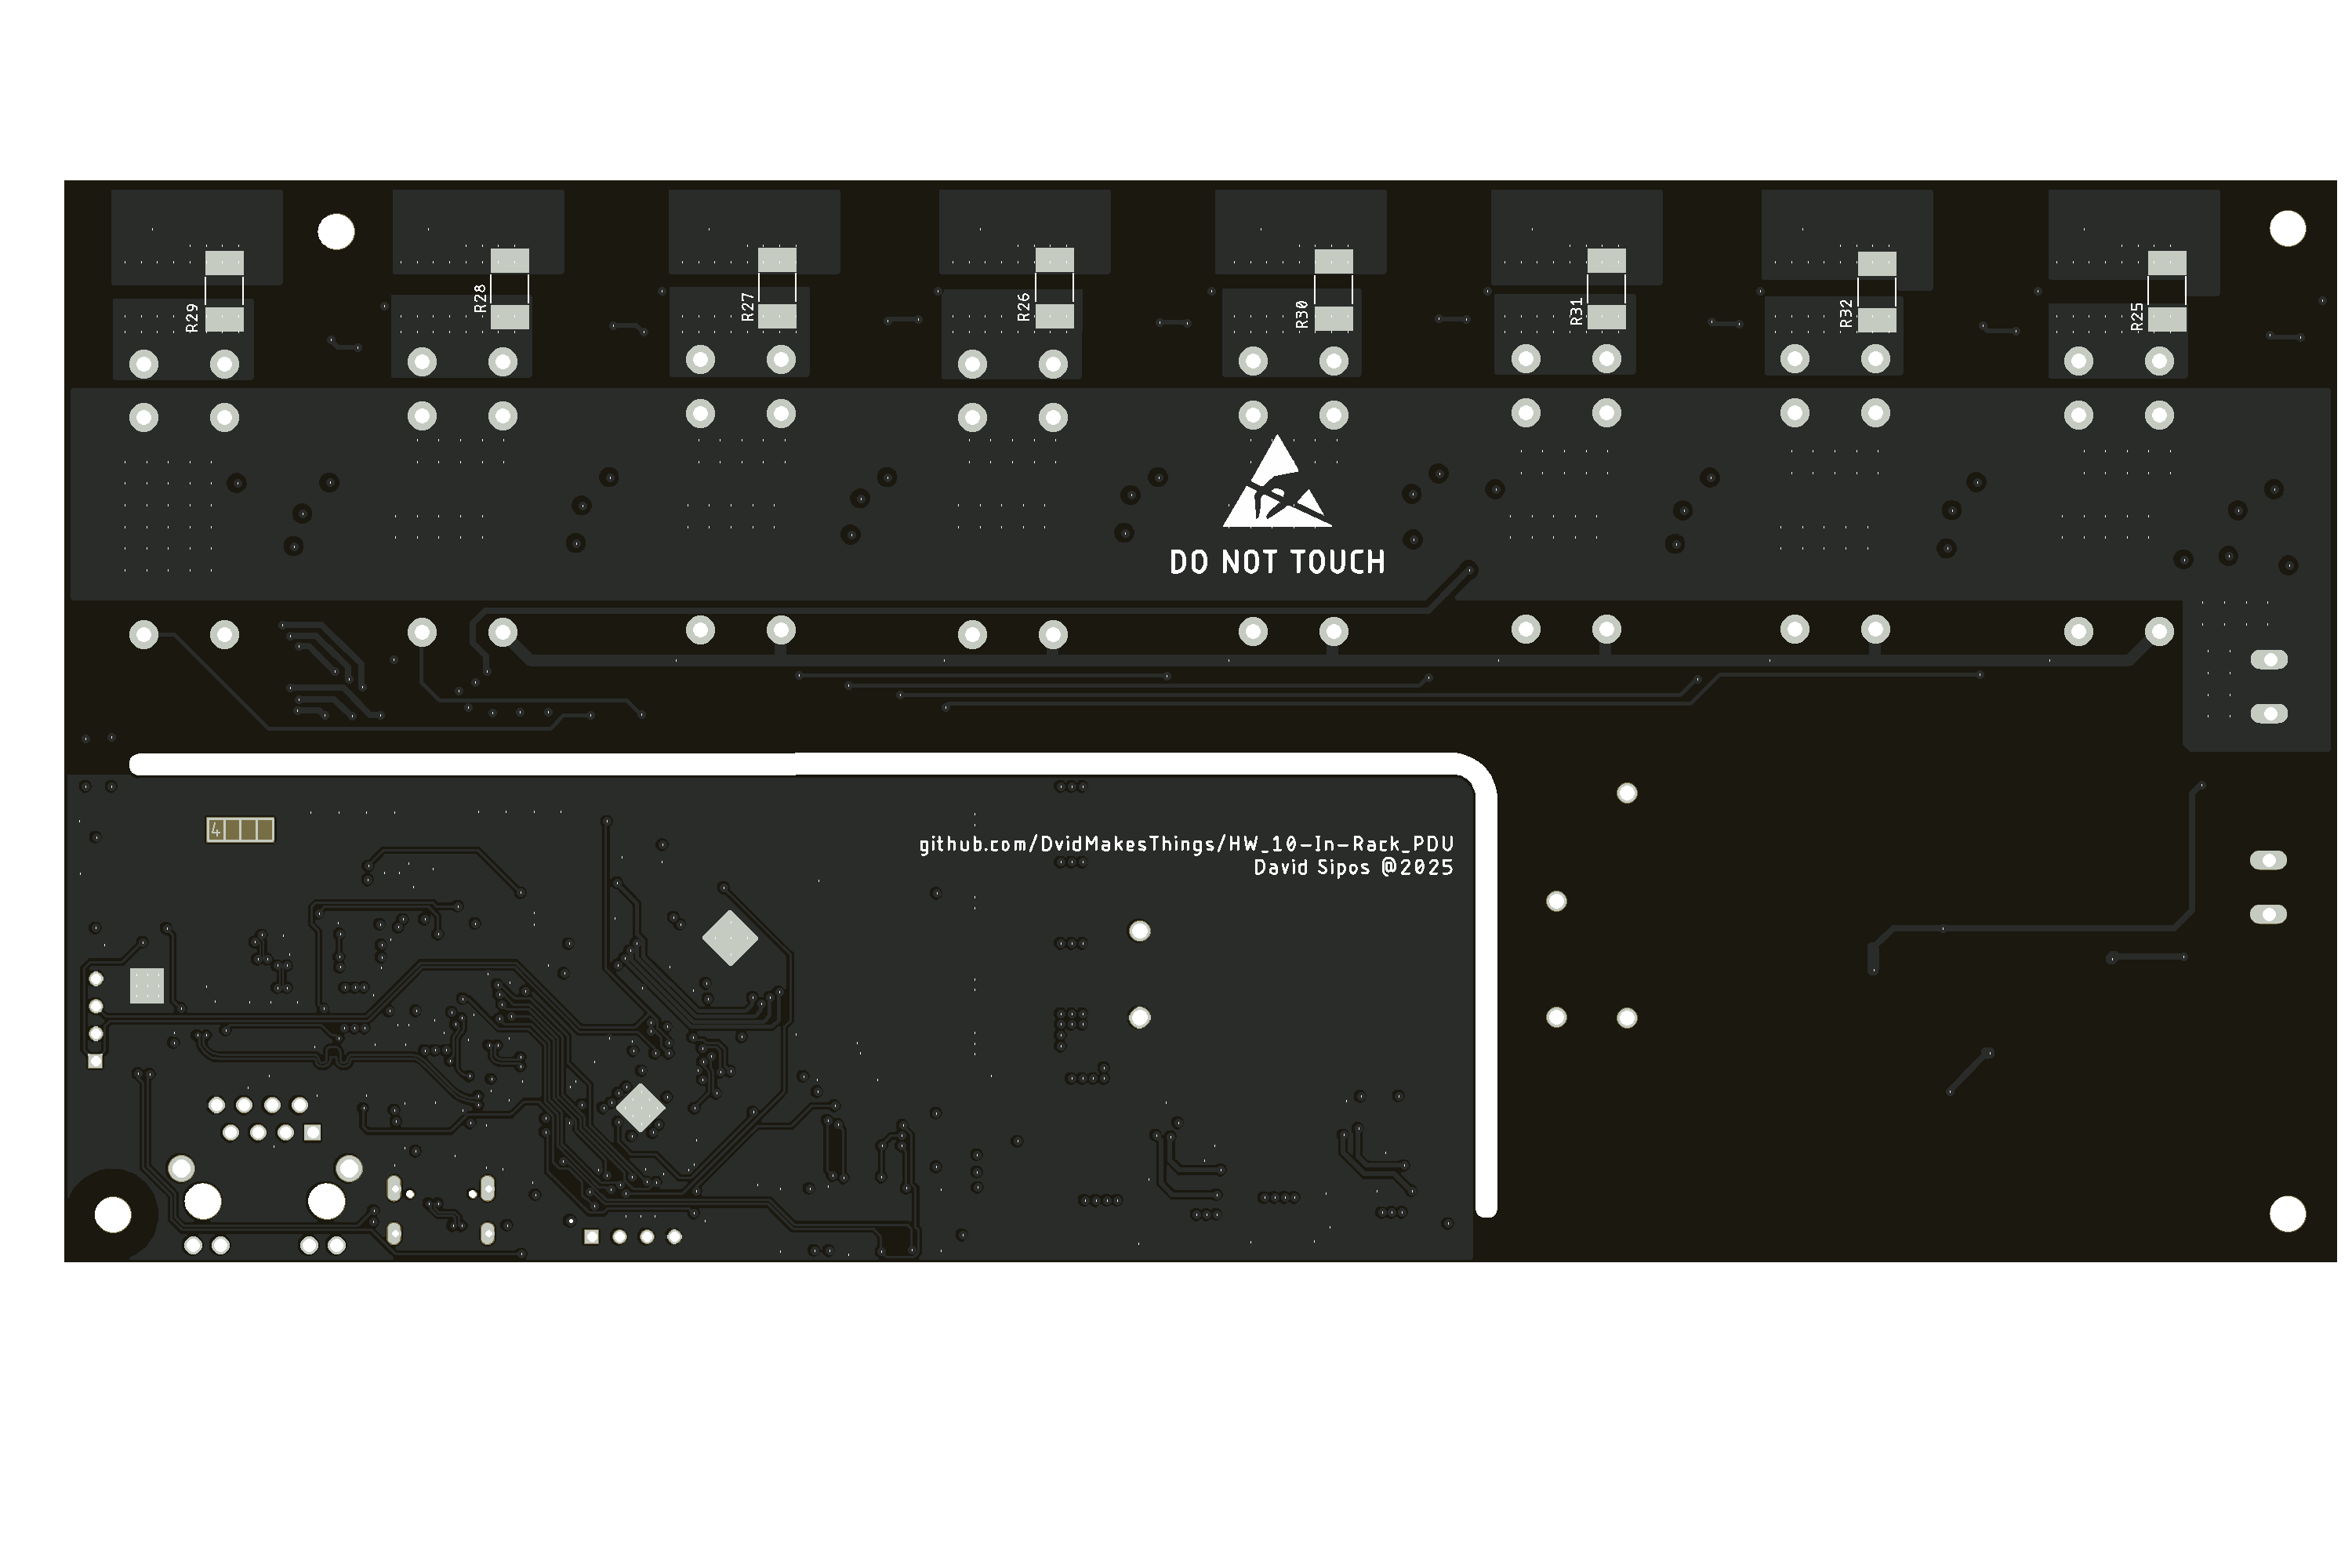 R29
R28
R27
R26
R30
R31
R32
R25
DO NOT TOUCH
4
github.com/DvidMakesThings/HW_10-In-Rack_PDU
David Sipos @2025